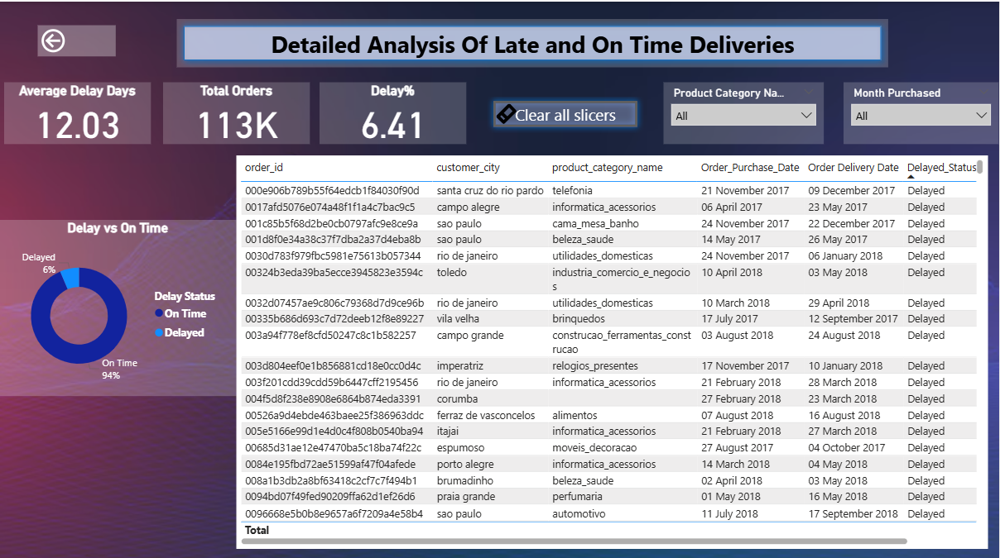 Detailed Analysis Of Late and On Time Deliveries
Average Delay Days
12.03
Total Orders
113K
Delay%
6.41
Clear all slicers
Product Category Na...
All
Month Purchased
All
Delay vs On Time
Delayed
6%
On Time
94%
Delay Status
On Time
Delayed
order_id customer_city product_category_name Order_Purchase_Date Order Delivery Date Delayed_Status
000e906b789b55f64edcb1f84030f90d santa cruz do rio pardo telefonia 21 November 2017 09 December 2017 Delayed
0017afd5076e074a48f1f1a4c7bac9c5 campo alegre informatica_acessorios 06 April 2017 23 May 2017 Delayed
001c85b5f68d2be0cb0797afc9e8ce9a sao paulo cama_mesa_banho 24 November 2017 22 December 2017 Delayed
001d8f0e34a38c37f7dba2a37d4eba8b sao paulo beleza_saude 14 May 2017 26 May 2017 Delayed
0030d783f979fbc5981e75613b057344 rio de janeiro utilidades_domesticas 24 November 2017 06 January 2018 Delayed
00324b3eda39ba5ecce3945823e3594c toledo industria_comercio_e_negocio 10 April 2018 03 May 2018 Delayed
s
0032d07457ae9c806c79368d7d9ce96b rio de janeiro utilidades_domesticas 10 March 2018 29 April 2018 Delayed
00335b686d693c7d72deeb12f8e89227 vila velha brinquedos 17 July 2017 12 September 2017 Delayed
003a94f778ef8cfd50247c8c1b582257 campo grande construcao_ferramentas_const 03 August 2018 24 August 2018 Delayed
rucao
003d804eef0e1b856881cd18e0cc0d4c imperatriz relogios_presentes 17 November 2017 10 January 2018 Delayed
003f201cdd39cdd59b6447cff2195456 rio de janeiro informatica_acessorios 21 February 2018 28 March 2018 Delayed
004f5d8f238e8908e6864b874eda3391 corumba 27 February 2018 23 March 2018 Delayed
00526a9d4ebde463baee25f386963ddc ferraz de vasconcelos alimentos 07 August 2018 16 August 2018 Delayed
005e5166e99d1e4d0c4f808b0540ba94 itajai informatica_acessorios 21 February 2018 27 March 2018 Delayed
00685d31ae12e47470ba5c18ba74f22c espumoso moveis_decoracao 27 August 2017 04 October 2017 Delayed
0084e195fbd72ae51599af47f04afede porto alegre informatica_acessorios 14 March 2018 04 May 2018 Delayed
008a1b3db2a8bf63418c2cf7c7f494b1 brumadinho beleza_saude 02 April 2018 03 May 2018 Delayed
0094bd07f49fed90209ffa62d1ef26d6 praia grande perfumaria 01 May 2018 16 May 2018 Delayed
0096668e5b0b8e9657a6f7209a4e58b4 sao paulo automotivo 11 July 2018 17 September 2018 Delayed
Total